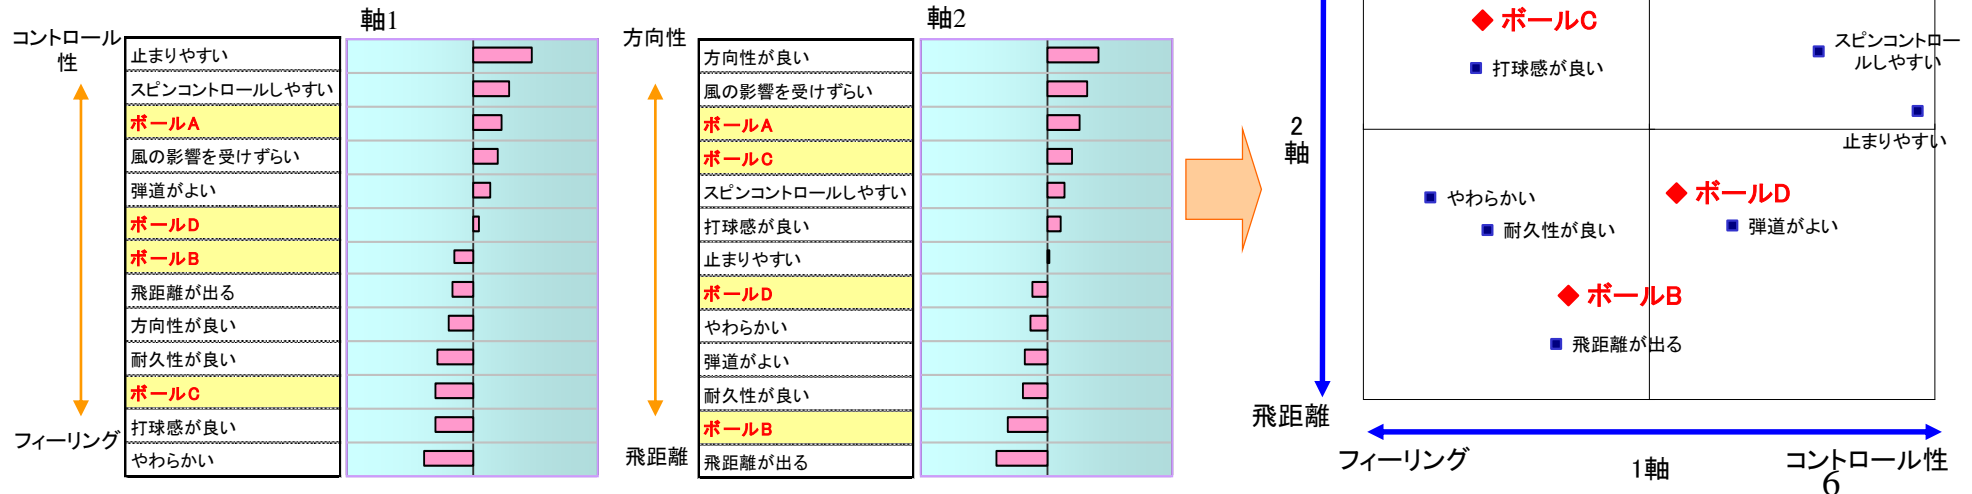 軸1
コントロール
性
フィーリング
止まりやすい
スピンコントロールしやすい
ボールA
風の影響を受けずらい
弾道がよい
ボールD
ボールB
飛距離が出る
方向性が良い
耐久性が良い
ボールC
打球感が良い
やわらかい
軸2
方向性
飛距離
方向性が良い
風の影響を受けずらい
ボールA
ボールC
スピンコントロールしやすい
打球感が良い
止まりやすい
ボールD
やわらかい
弾道がよい
耐久性が良い
ボールB
飛距離が出る
2
軸
飛距離
ボールC
打球感が良い
スピンコントロー
ルしやすい
止まりやすい
やわらかい
耐久性が良い
ボールD
弾道がよい
ボールB
飛距離が出る
フィーリング
1軸
コントロール性
6